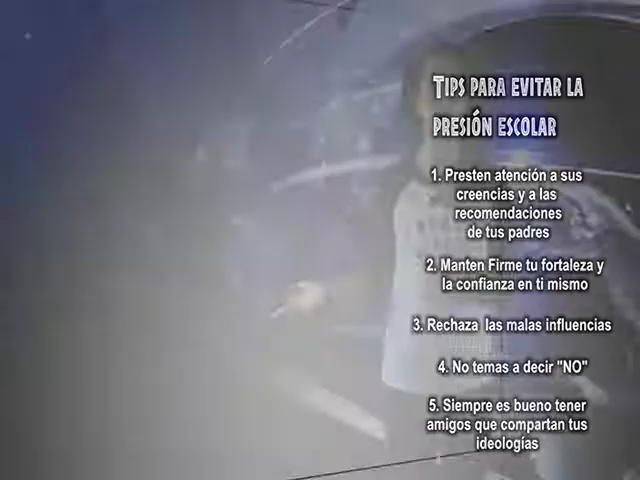 TIPS PARA EVITAR LA
PRESIÓN ESCOLAR
1. Presten atención a sus
creencias y a las
recomendaciones
de tus padres
2. Manten Firme tu fortaleza y
la confianza en ti mismo
3. Rechaza las malas influencias
4. No temas a decir "NO"
5. Siempre es bueno tener
amigos que compartan tus
ideologías